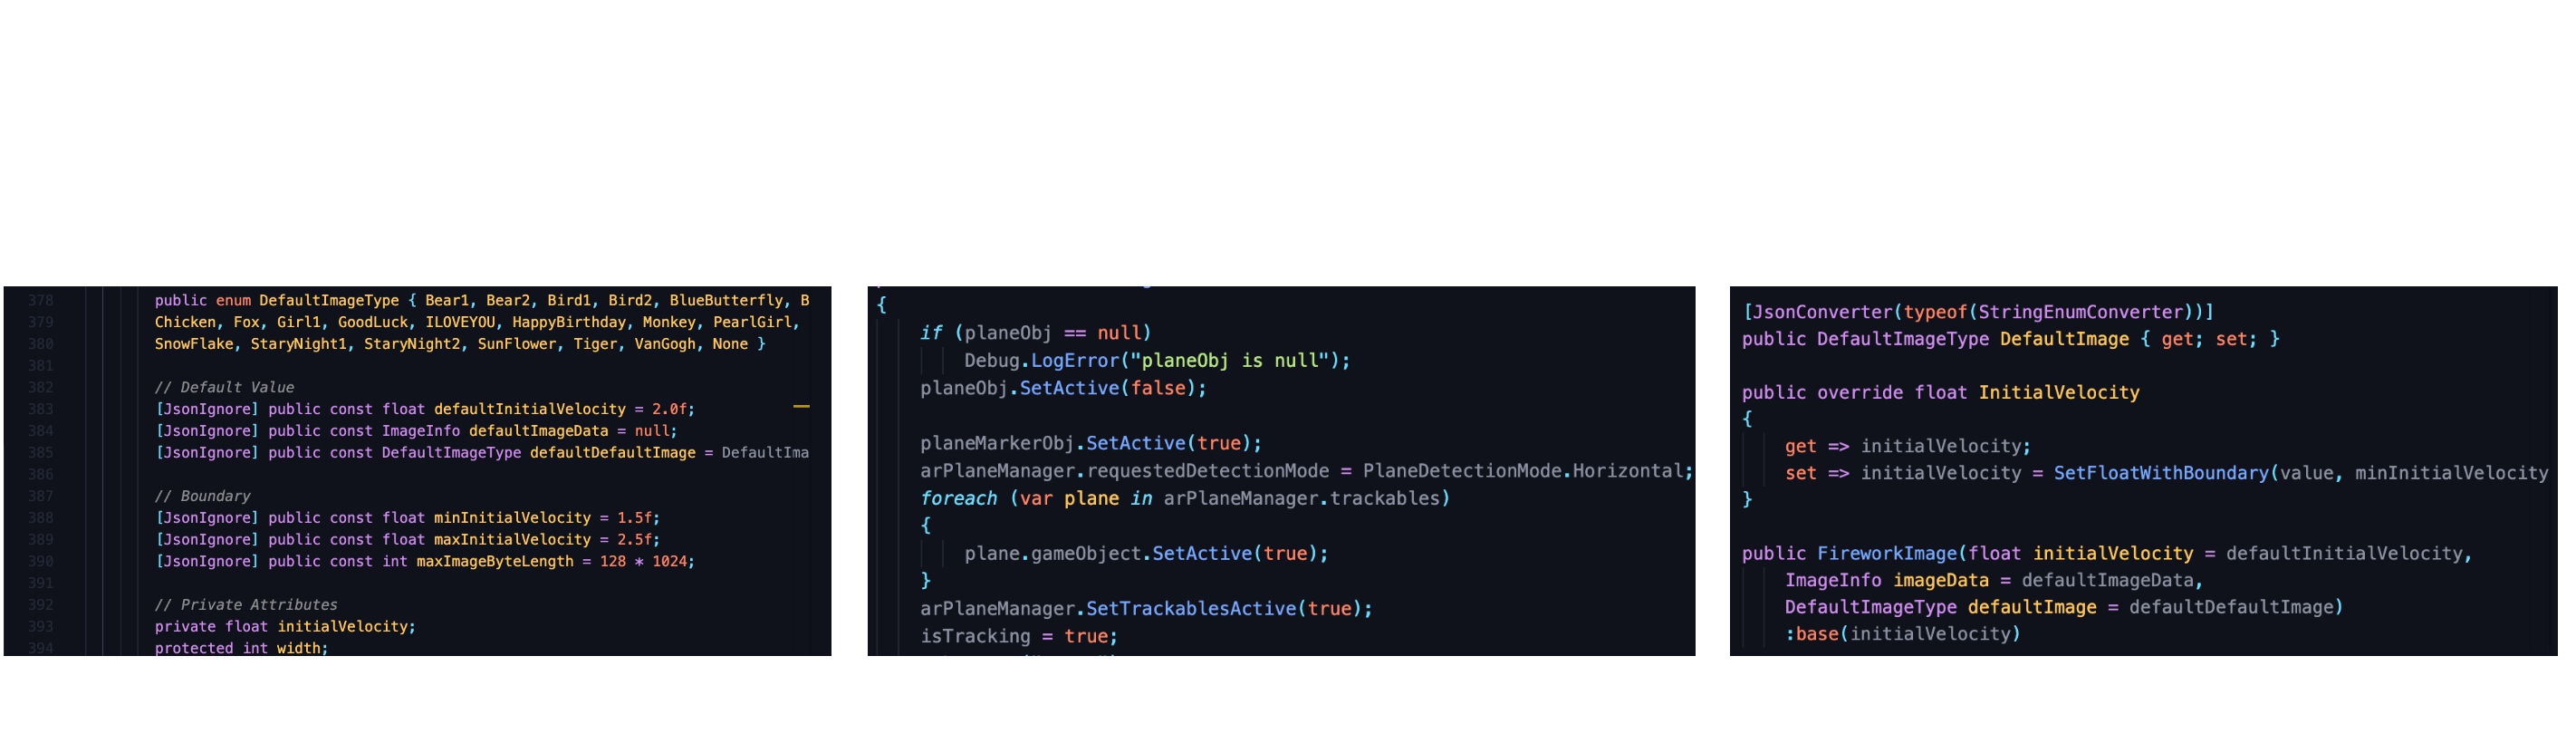 378 public enum DefaultImageType { Bear1, Bear2, Bird1, Bird2, BlueButterfly, B
379 Chicken, Fox, Girl1, GoodLuck, ILOVEYOU, HappyBirthday, Monkey, PearlGirl,
380 SnowFlake, StaryNight1, StaryNight2, SunFlower, Tiger, VanGogh, None }
381
382 // Default Value
383 [JsonIgnore] public const float defaultInitialVelocity = 2.0f;
384 [JsonIgnore] public const ImageInfo defaultImageData = null;
385 [JsonIgnore] public const DefaultImageType defaultDefaultImage = DefaultIma
386
387 // Boundary
388 [JsonIgnore] public const float minInitialVelocity = 1.5f;
389 [JsonIgnore] public const float maxInitialVelocity = 2.5f;
390 [JsonIgnore] public const int maxImageByteLength = 128 * 1024;
391
392 // Private Attributes
393 private float initialVelocity;
394 protected int width;
{
if (planeObj == null)
Debug.LogError("planeObj is null");
planeObj.SetActive(false);
planeMarkerObj.SetActive(true);
arPlaneManager.requestedDetectionMode = PlaneDetectionMode.Horizontal;
foreach (var plane in arPlaneManager.trackables)
{
plane.gameObject.SetActive(true);
}
arPlaneManager.SetTrackablesActive(true);
isTracking = true;
[JsonConverter(typeof(StringEnumConverter))]
public DefaultImageType DefaultImage { get; set; }
public override float InitialVelocity
{
get => initialVelocity;
set => initialVelocity = SetFloatWithBoundary(value, minInitialVelocity
}
public FireworkImage(float initialVelocity = defaultInitialVelocity,
ImageInfo imageData = defaultImageData,
DefaultImageType defaultImage = defaultDefaultImage)
:base(initialVelocity)